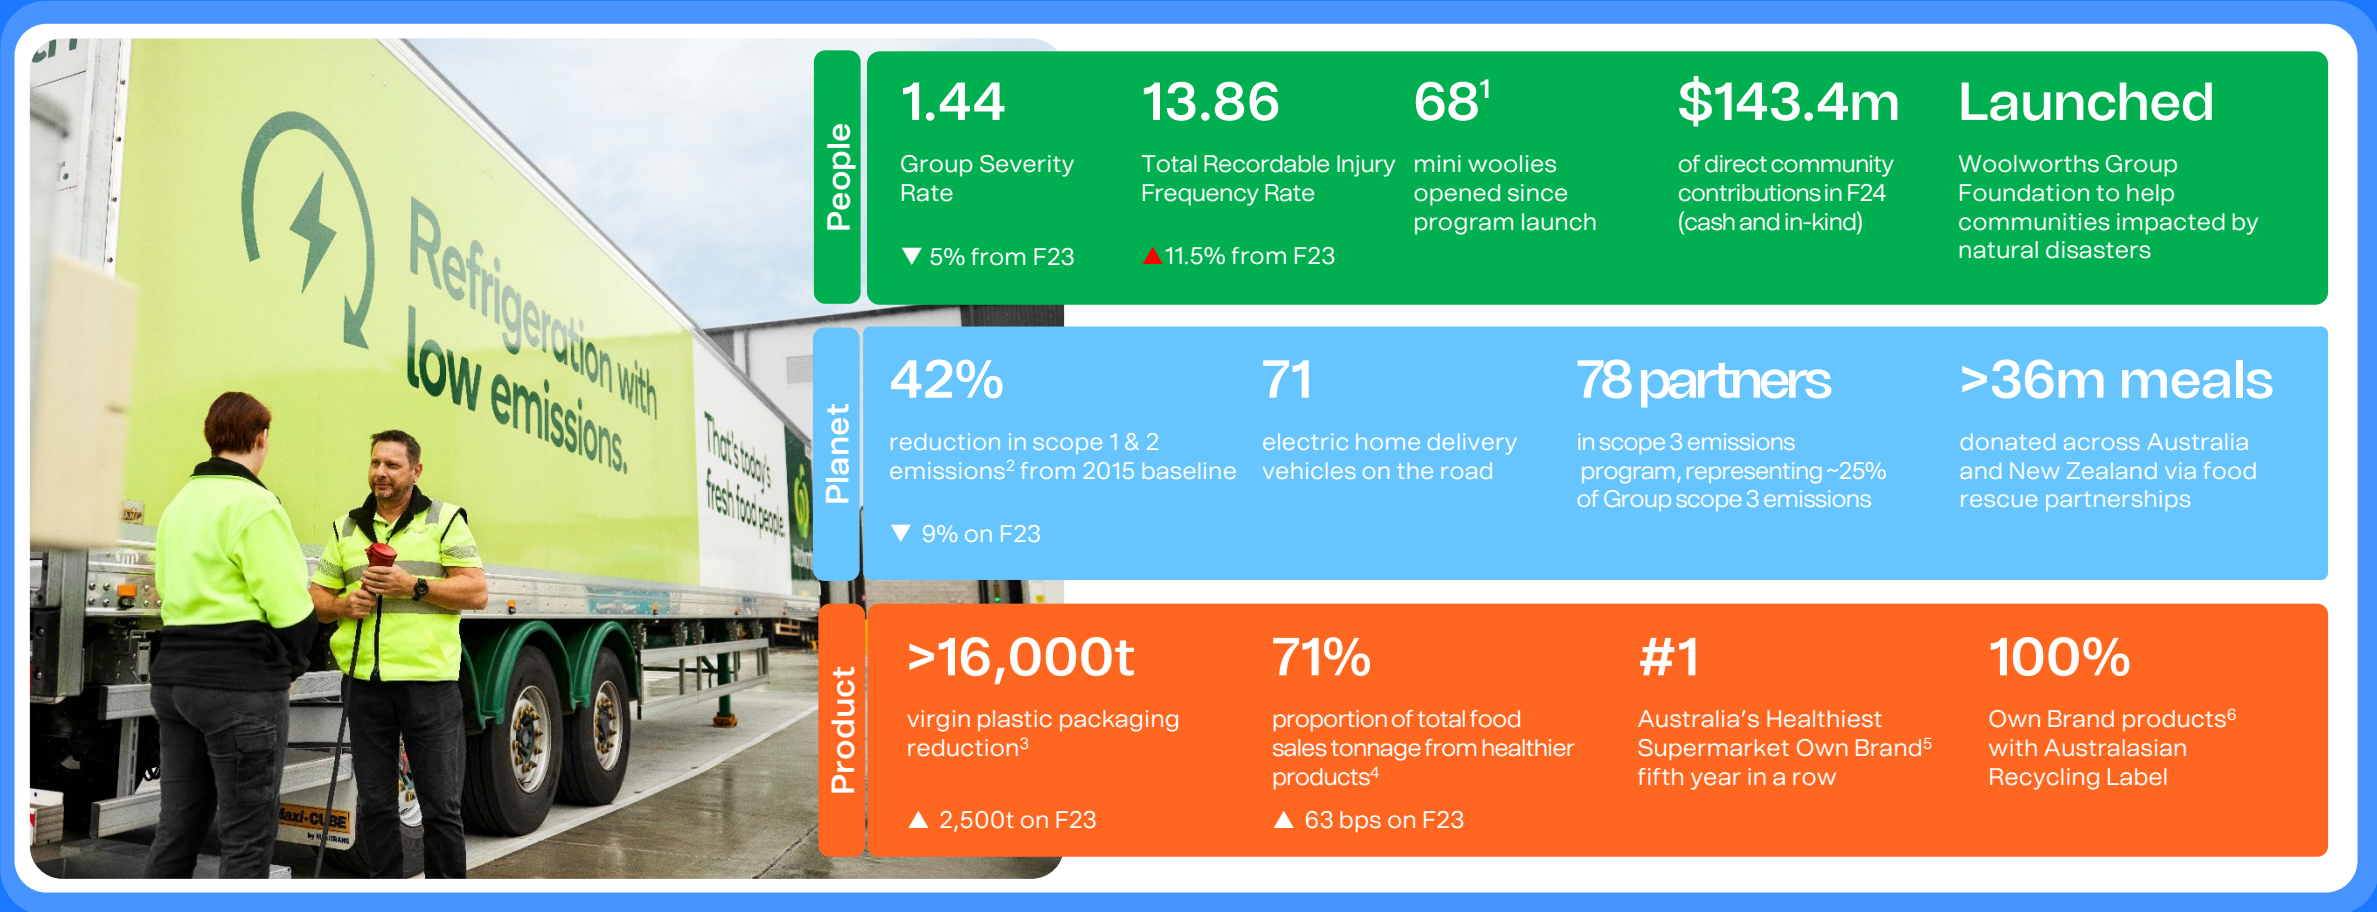 Refrigeration with
low emissions.
That's today's
fresh food people.
Maxi-CUBE
People
1.44
Group Severity
Rate
▼ 5% from F23
13.86
Total Recordable Injury
Frequency Rate
▲11.5% from F23
68¹
mini woolies
opened since
program launch
$143.4m
of direct community
contributions in F24
(cash and in-kind)
Launched
Woolworths Group
Foundation to help
communities impacted by
natural disasters
Planet
42%
reduction in scope 1 & 2
emissions² from 2015 baseline
▼ 9% on F23
71
electric home delivery
vehicles on the road
78 partners
in scope 3 emissions
program, representing ~25%
of Group scope 3 emissions
>36m meals
donated across Australia
and New Zealand via food
rescue partnerships
Product
>16,000t
virgin plastic packaging
reduction³
▲ 2,500t on F23
71%
proportion of total food
sales tonnage from healthier
products⁴
▲ 63 bps on F23
#1
Australia's Healthiest
Supermarket Own Brand⁵
fifth year in a row
100%
Own Brand products⁶
with Australasian
Recycling Label